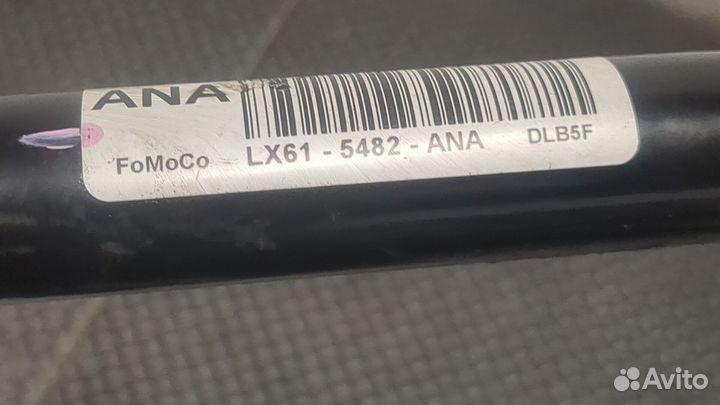 ANA
FoMoCo LX61 - 5482 - ANA DLB5F
Avito